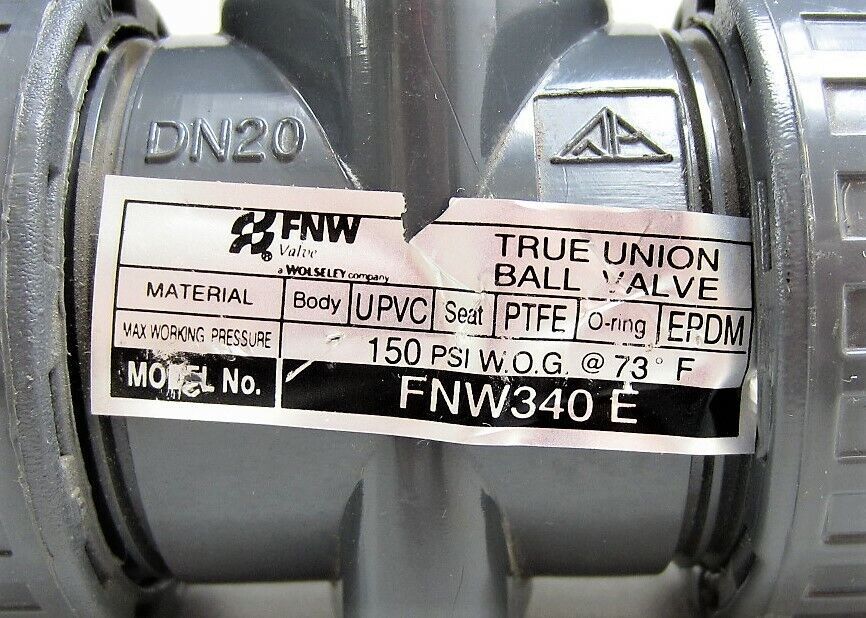 DN20
FNW
Valve
®
a WOLSELEY company
TRUE UNION
BALL VALVE
MATERIAL Body UPVC Seat PTFE O-ring EPDM
MAX WORKING PRESSURE 150 PSI W.O.G. @ 73° F
MODEL No. FNW340 E